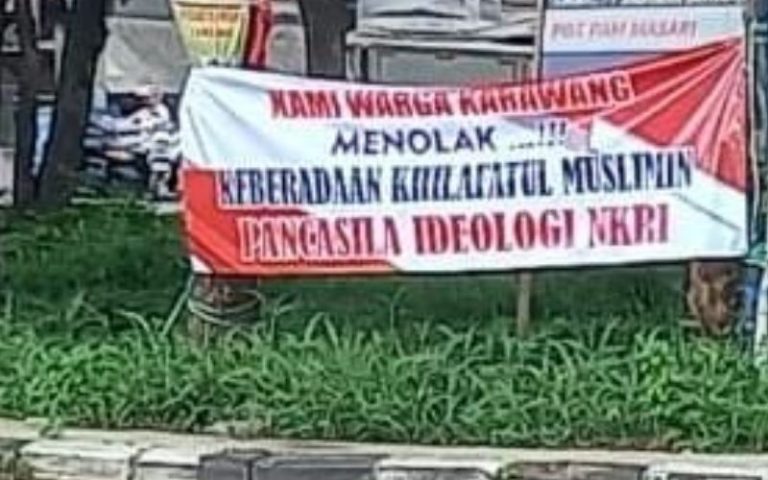 KAMI WARGA KARAWANG
MENOLAK ....!!!
KEBERADAAN KHILAFATUL MUSLIMIN
PANCASILA IDEOLOGI NKRI